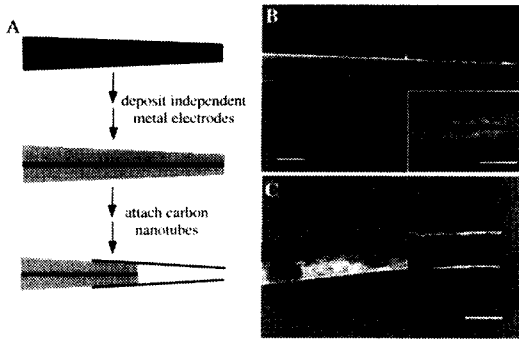 A
deposit independent
metal electrodes
attach carbon
nanotubes
B
C